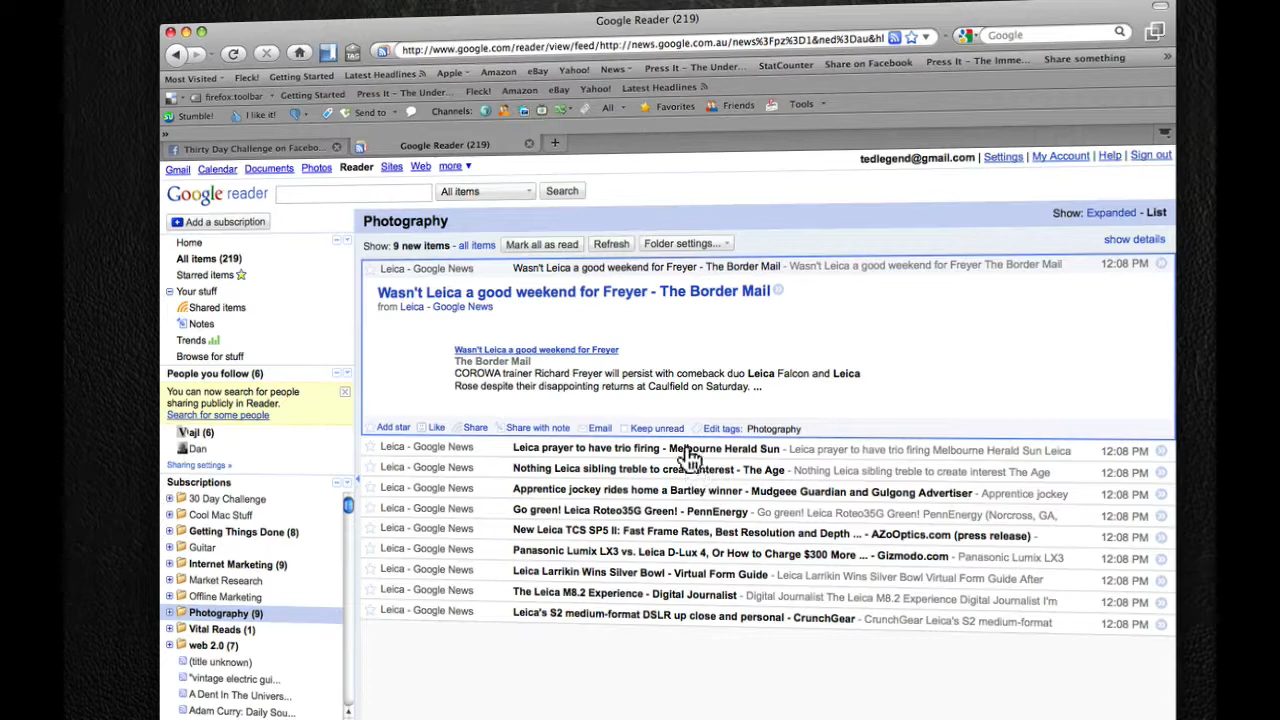 Google Reader (219)
http://www.google.com/reader/view/feed/http://news.google.com.au/news%3Fpz%3D1&ned%3Dau&hl
Google
Most Visited Fleck! Getting Started Latest Headlines Apple Amazon eBay Yahoo! News Press It – The Under... StatCounter Share on Facebook Press It – The Imme... Share something
firefox:toolbar Getting Started Press It – The Under... Fleck! Amazon eBay Yahoo! Latest Headlines
Stumble! I like it! Send to Channels: All Favorites Friends Tools
Thirty Day Challenge on Facebo... Google Reader (219)
Gmail Calendar Documents Photos Reader Sites Web more
tedlegend@gmail.com Settings My Account Help Sign out
Google reader All items Search
Add a subscription
Home
All items (219)
Starred items
Your stuff
Shared items
Notes
Trends
Browse for stuff
People you follow (6)
You can now search for people
sharing publicly in Reader.
Search for some people
ajl (6)
Dan
Sharing settings »
Subscriptions
30 Day Challenge
Cool Mac Stuff
Getting Things Done (8)
Guitar
Internet Marketing (9)
Market Research
Offline Marketing
Photography (9)
Vital Reads (1)
web 2.0 (7)
(title unknown)
"vintage electric gui...
A Dent In The Univers...
Adam Curry: Daily Sou...
Photography
Show: Expanded - List
Show: 9 new items - all items Mark all as read Refresh Folder settings...
show details
Leica - Google News Wasn't Leica a good weekend for Freyer - The Border Mail - Wasn't Leica a good weekend for Freyer The Border Mail 12:08 PM
Wasn't Leica a good weekend for Freyer - The Border Mail
from Leica - Google News
Wasn't Leica a good weekend for Freyer
The Border Mail
COROWA trainer Richard Freyer will persist with comeback duo Leica Falcon and Leica
Rose despite their disappointing returns at Caulfield on Saturday. ...
Add star Like Share Share with note Email Keep unread Edit tags: Photography
Leica - Google News Leica prayer to have trio firing - Melbourne Herald Sun - Leica prayer to have trio firing Melbourne Herald Sun Leica 12:08 PM
Leica - Google News Nothing Leica sibling treble to create interest - The Age - Nothing Leica sibling treble to create interest The Age 12:08 PM
Leica - Google News Apprentice jockey rides home a Bartley winner - Mudgeee Guardian and Gulgong Advertiser - Apprentice jockey 12:08 PM
Leica - Google News Go green! Leica Roteo35G Green! - PennEnergy - Go green! Leica Roteo35G Green! PennEnergy (Norcross, GA, 12:08 PM
Leica - Google News New Leica TCS SP5 II: Fast Frame Rates, Best Resolution and Depth ... - AZoOptics.com (press release) - 12:08 PM
Leica - Google News Panasonic Lumix LX3 vs. Leica D-Lux 4, Or How to Charge $300 More ... - Gizmodo.com - Panasonic Lumix LX3 12:08 PM
Leica - Google News Leica Larrikin Wins Silver Bowl - Virtual Form Guide - Leica Larrikin Wins Silver Bowl Virtual Form Guide After 12:08 PM
Leica - Google News The Leica M8.2 Experience - Digital Journalist - Digital Journalist The Leica M8.2 Experience Digital Journalist I'm 12:08 PM
Leica - Google News Leica's S2 medium-format DSLR up close and personal - CrunchGear - CrunchGear Leica's S2 medium-format 12:08 PM